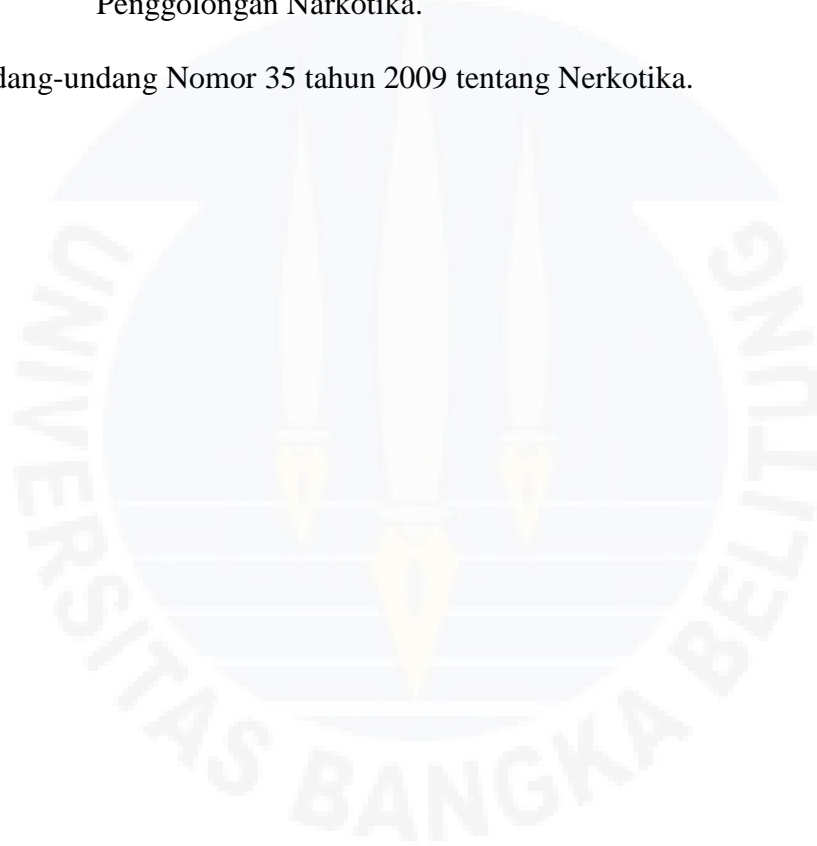 Penggolongan Narkotika.
dang-undang Nomor 35 tahun 2009 tentang Nerkotika.
UNIVERSITAS BANGKA BELITUNG